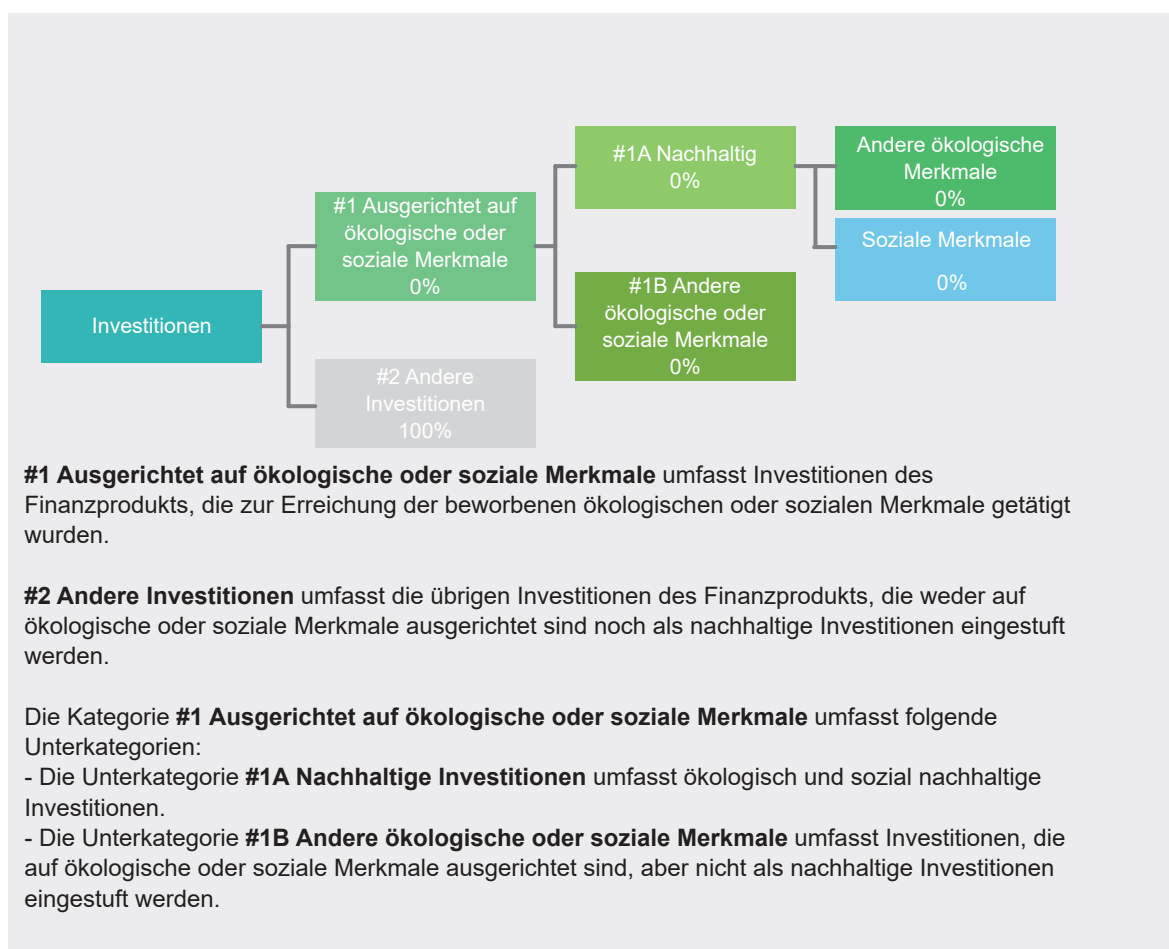 #1A Nachhaltig
0%
Andere ökologische
Merkmale
0%
#1 Ausgerichtet auf
ökologische oder
soziale Merkmale
0%
Soziale Merkmale
0%
#1B Andere
ökologische oder
soziale Merkmale
0%
Investitionen
#2 Andere
Investitionen
100%
#1 Ausgerichtet auf ökologische oder soziale Merkmale umfasst Investitionen des
Finanzprodukts, die zur Erreichung der beworbenen ökologischen oder sozialen Merkmale getätigt
wurden.
#2 Andere Investitionen umfasst die übrigen Investitionen des Finanzprodukts, die weder auf
ökologische oder soziale Merkmale ausgerichtet sind noch als nachhaltige Investitionen eingestuft
werden.
Die Kategorie #1 Ausgerichtet auf ökologische oder soziale Merkmale umfasst folgende
Unterkategorien:
- Die Unterkategorie #1A Nachhaltige Investitionen umfasst ökologisch und sozial nachhaltige
Investitionen.
- Die Unterkategorie #1B Andere ökologische oder soziale Merkmale umfasst Investitionen, die
auf ökologische oder soziale Merkmale ausgerichtet sind, aber nicht als nachhaltige Investitionen
eingestuft werden.